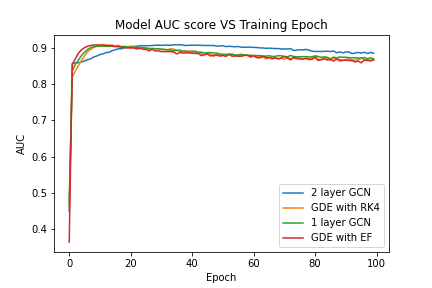 Model AUC score VS Training Epoch
AUC
0.9
0.8
0.7
0.6
0.5
0.4
0 20 40 60 80 100
Epoch
2 layer GCN
GDE with RK4
1 layer GCN
GDE with EF